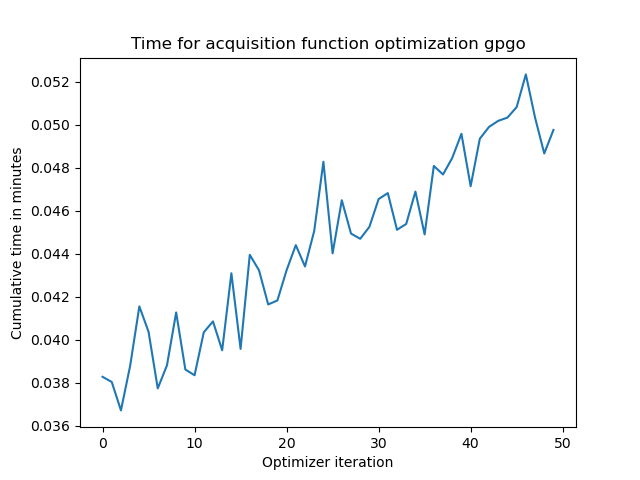 Time for acquisition function optimization gpgo
Cumulative time in minutes
0.052
0.050
0.048
0.046
0.044
0.042
0.040
0.038
0.036
0 10 20 30 40 50
Optimizer iteration